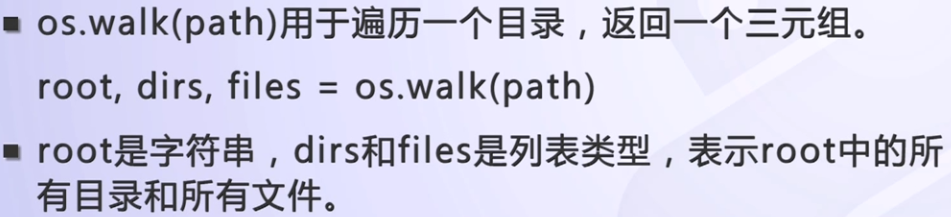 ■ os.walk(path)用于遍历一个目录，返回一个三元组。
root, dirs, files = os.walk(path)
■ root是字符串，dirs和files是列表类型，表示root中的所
有目录和所有文件。